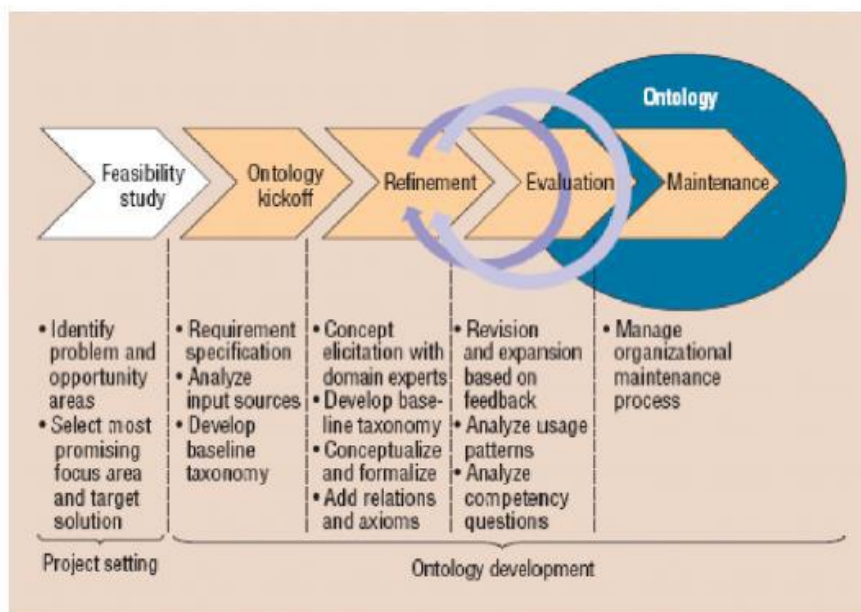 Ontology
Feasibility
study
Ontology
kickoff
Refinement
Evaluation
Maintenance
• Identify
problem and
opportunity
areas
• Select most
promising
focus area
and target
solution
• Requirement
specification
• Analyze
input sources
• Develop
baseline
taxonomy
• Concept
elicitation with
domain experts
• Develop base-
line taxonomy
• Conceptualize
and formalize
• Add relations
and axioms
• Revision
and expansion
based on
feedback
• Analyze usage
patterns
• Analyze
competency
questions
• Manage
organizational
maintenance
process
Project setting
Ontology development